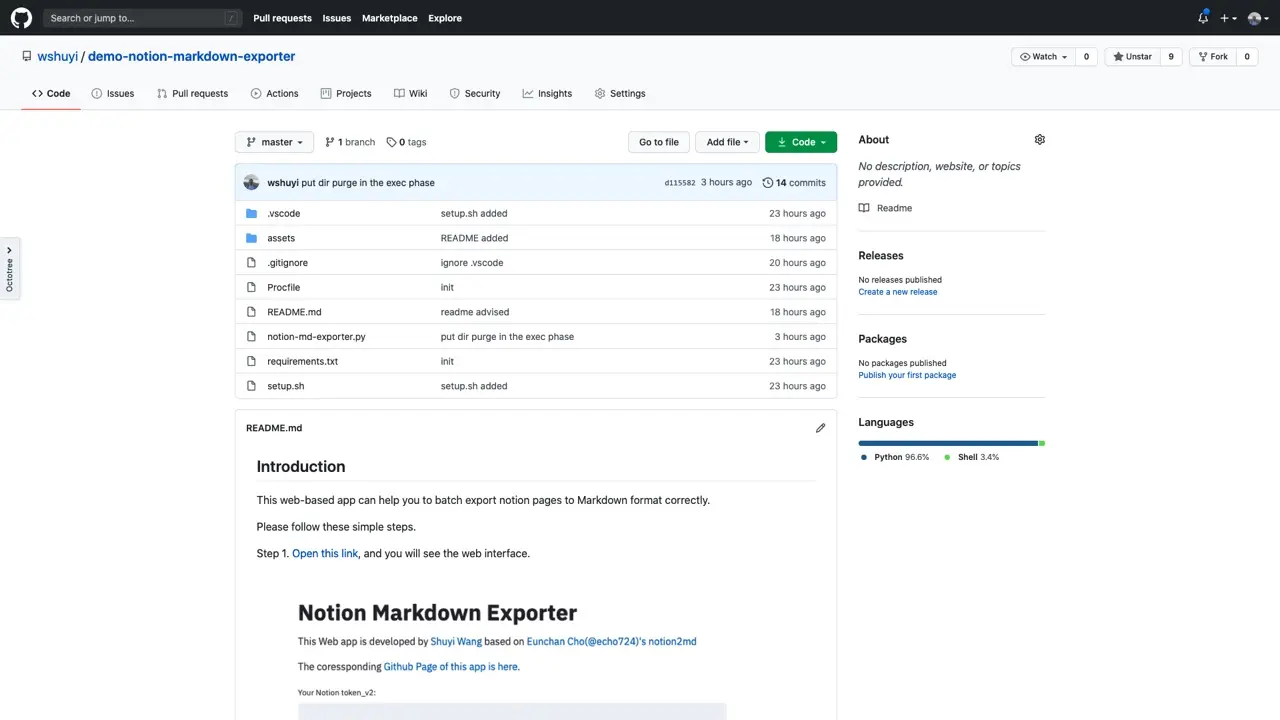 Search or jump to... /
Pull requests Issues Marketplace Explore
wshuyi / demo-notion-markdown-exporter
Watch 0 Unstar 9 Fork 0
Code Issues Pull requests Actions Projects Wiki Security Insights Settings
master 1 branch 0 tags Go to file Add file Code
wshuyi put dir purge in the exec phase d115582 3 hours ago 14 commits
.vscode setup.sh added 23 hours ago
assets README added 18 hours ago
.gitignore ignore .vscode 20 hours ago
Procfile init 23 hours ago
README.md readme advised 18 hours ago
notion-md-exporter.py put dir purge in the exec phase 3 hours ago
requirements.txt init 23 hours ago
setup.sh setup.sh added 23 hours ago
Octotree
README.md
Introduction
This web-based app can help you to batch export notion pages to Markdown format correctly.
Please follow these simple steps.
Step 1. Open this link, and you will see the web interface.
Notion Markdown Exporter
This Web app is developed by Shuyi Wang based on Eunchan Cho(@echo724)'s notion2md
The coressponding Github Page of this app is here.
Your Notion token_v2:
About
No description, website, or topics
provided.
Readme
Releases
No releases published
Create a new release
Packages
No packages published
Publish your first package
Languages
Python 96.6% Shell 3.4%